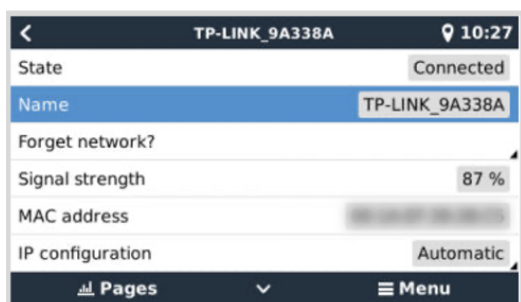 TP-LINK_9A338A 10:27
State Connected
Name TP-LINK_9A338A
Forget network?
Signal strength 87 %
MAC address
IP configuration Automatic
Pages Menu